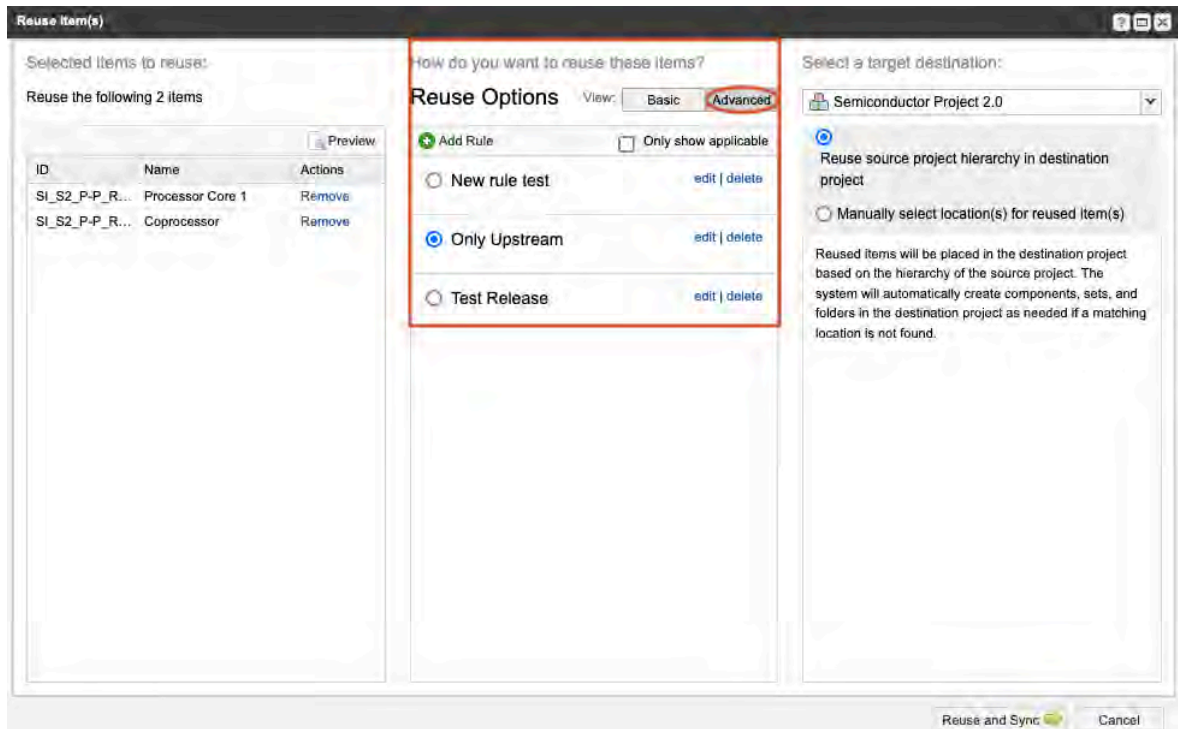 Reuse Item(s)
Selected items to reuse:
Reuse the following 2 items
Preview
ID Name Actions
SI_S2_P-P_R... Processor Core 1 Remove
SI_S2_P-P_R... Coprocessor Remove
How do you want to reuse these items?
Reuse Options View: Basic Advanced
Add Rule Only show applicable
New rule test edit | delete
Only Upstream edit | delete
Test Release edit | delete
Select a target destination:
Semiconductor Project 2.0
Reuse source project hierarchy in destination
project
Manually select location(s) for reused item(s)
Reused items will be placed in the destination project
based on the hierarchy of the source project. The
system will automatically create components, sets, and
folders in the destination project as needed if a matching
location is not found.
Reuse and Sync Cancel